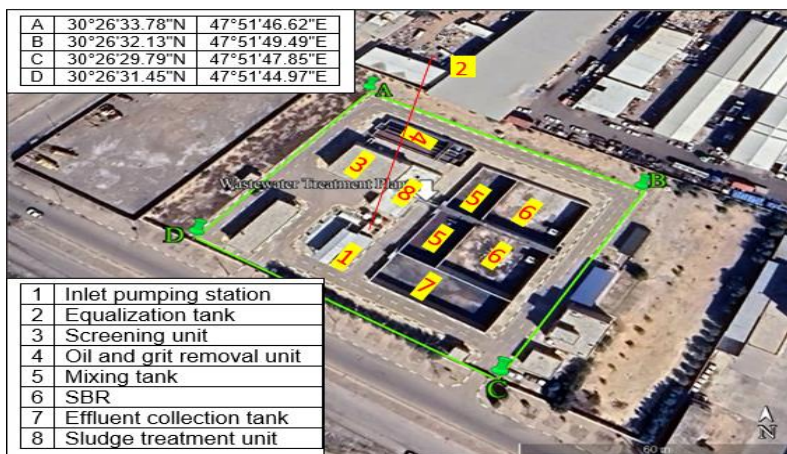 A 30°26'33.78"N 47°51'46.62"E
B 30°26'32.13"N 47°51'49.49"E
C 30°26'29.79"N 47°51'47.85"E
D 30°26'31.45"N 47°51'44.97"E
2
A
4
3
Wastewater Treatment Plan
8
5
6
B
D
5
6
1
7
C
1 Inlet pumping station
2 Equalization tank
3 Screening unit
4 Oil and grit removal unit
5 Mixing tank
6 SBR
7 Effluent collection tank
8 Sludge treatment unit
N
60 m